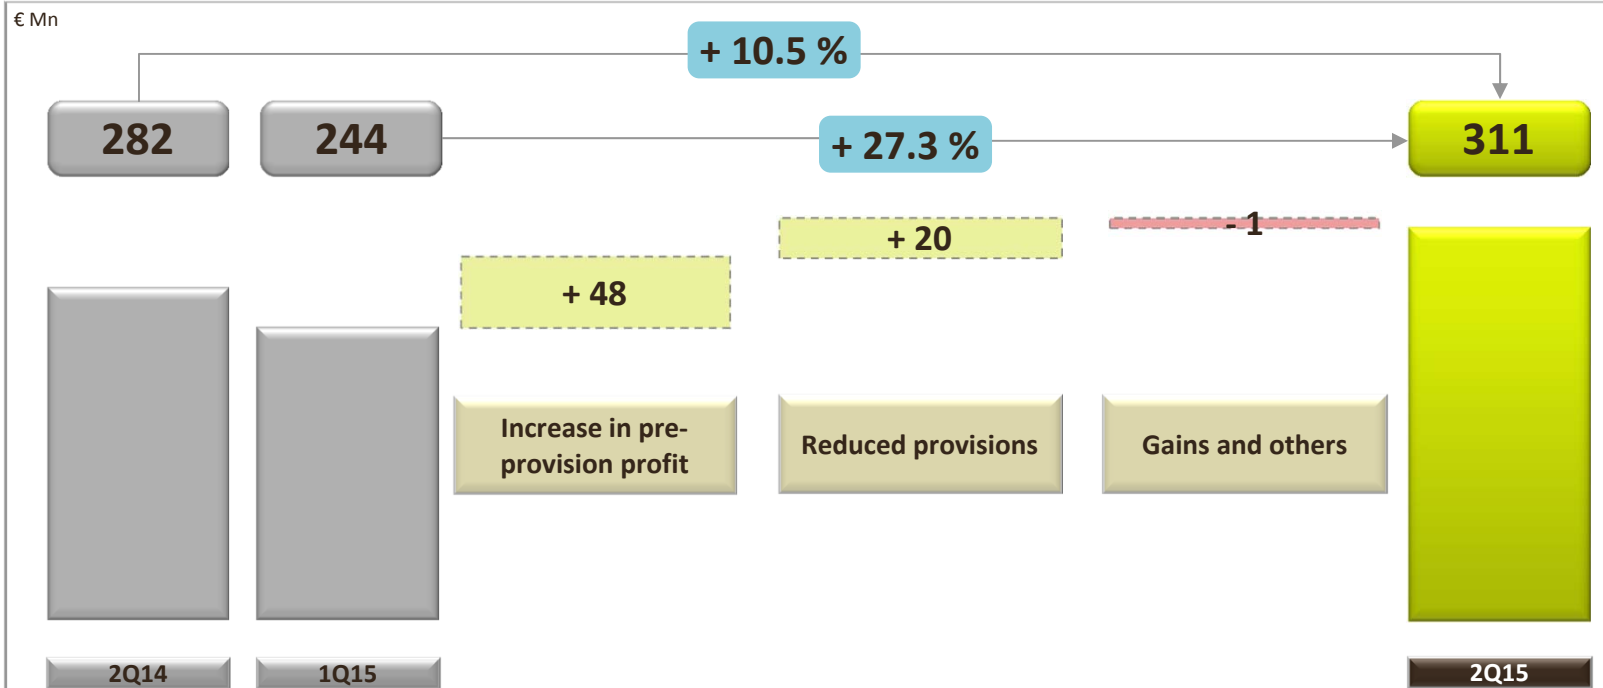 € Mn
+ 10.5 %
282
244
+ 27.3 %
311
+ 48
+ 20
- 1
Increase in pre-
provision profit
Reduced provisions
Gains and others
2Q14
1Q15
2Q15